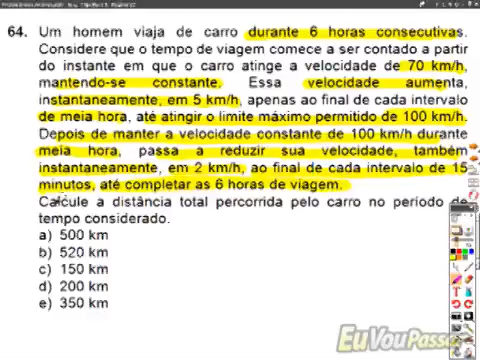 64. Um homem viaja de carro durante 6 horas consecutivas.
Considere que o tempo de viagem comece a ser contado a partir
do instante em que o carro atinge a velocidade de 70 km/h,
mantendo-se constante. Essa velocidade aumenta,
instantaneamente, em 5 km/h, apenas ao final de cada intervalo
de meia hora, até atingir o limite máximo permitido de 100 km/h.
Depois de manter a velocidade constante de 100 km/h durante
meia hora, passa a reduzir sua velocidade, também
instantaneamente, em 2 km/h, ao final de cada intervalo de 15
minutos, até completar as 6 horas de viagem.
Calcule a distância total percorrida pelo carro no período de
tempo considerado.
a) 500 km
b) 520 km
c) 150 km
d) 200 km
e) 350 km
EuVouPassar